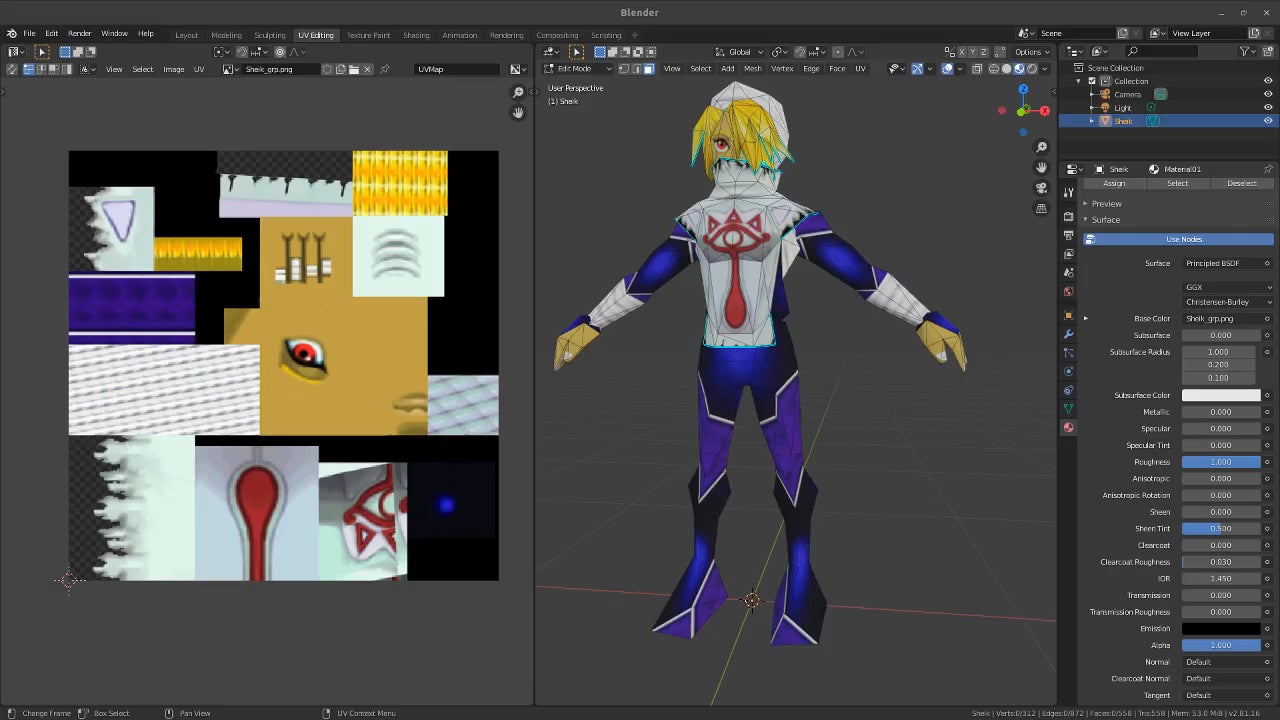 Blender
File Edit Render Window Help Layout Modeling Sculpting UV Editing Texture Paint Shading Animation Rendering Compositing Scripting + Scene View Layer
Global X Y Z Options
View Select Image UV Sheik_grp.png UVMap
Edit Mode View Select Add Mesh Vertex Edge Face UV
User Perspective
(1) Sheik
Z
X
Scene Collection
Collection
Camera
Light
Sheik
Sheik Material01
Assign Select Deselect
Preview
Surface
Use Nodes
Surface Principled BSDF
GGX
Christensen-Burley
Base Color Sheik_grp.png
Subsurface 0.000
Subsurface Radius 1.000
0.200
0.100
Subsurface Color
Metallic 0.000
Specular 0.000
Specular Tint 0.000
Roughness 1.000
Anisotropic 0.000
Anisotropic Rotation 0.000
Sheen 0.000
Sheen Tint 0.500
Clearcoat 0.000
Clearcoat Roughness 0.030
IOR 1.450
Transmission 0.000
Transmission Roughness 0.000
Emission
Alpha 1.000
Normal Default
Clearcoat Normal Default
Tangent Default
Change Frame Box Select Pan View UV Context Menu Sheik | Verts:0/312 | Edges:0/872 | Faces:0/558 | Tris:558 | Mem: 53.0 MiB | v2.81.16